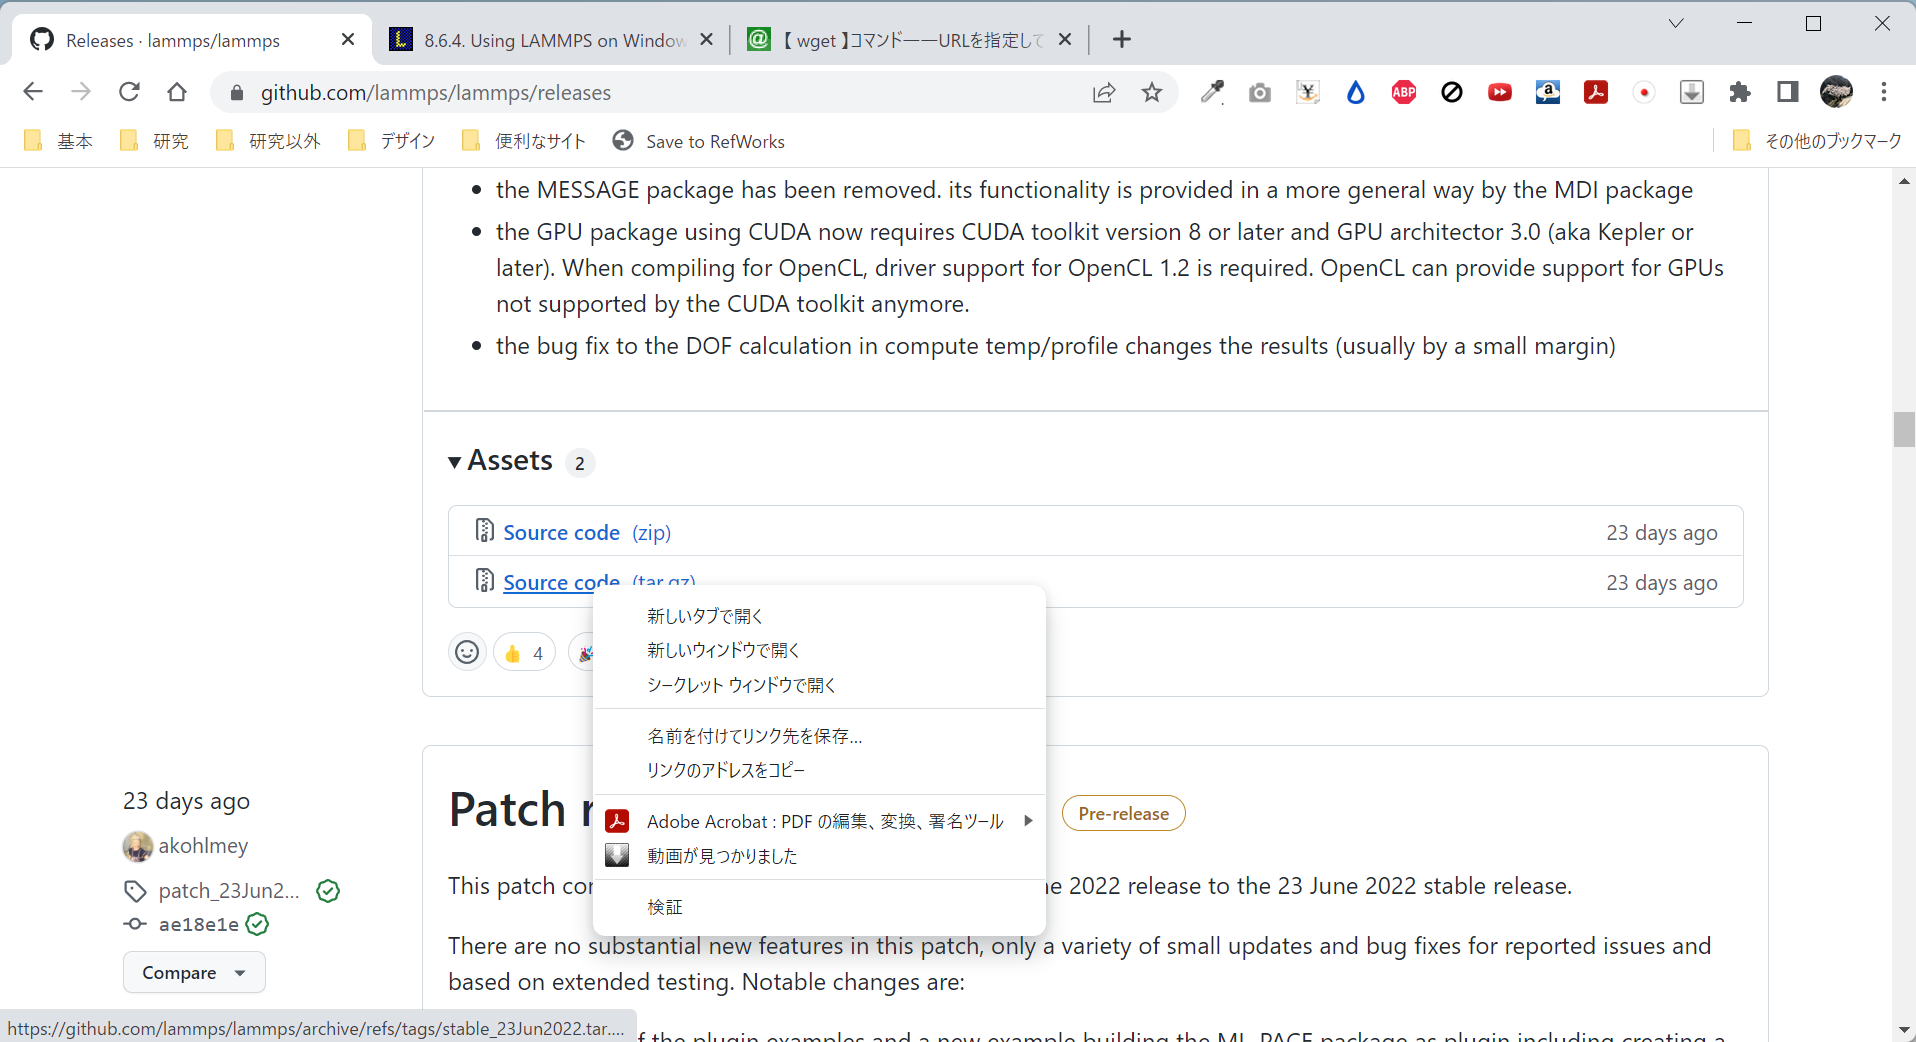 Releases · lammps/lammps
8.6.4. Using LAMMPS on Window
【 wget 】コマンド――URLを指定して
github.com/lammps/lammps/releases
ABP
基本
研究
研究以外
デザイン
便利なサイト
Save to RefWorks
その他のブックマーク
the MESSAGE package has been removed. its functionality is provided in a more general way by the MDI package
the GPU package using CUDA now requires CUDA toolkit version 8 or later and GPU architector 3.0 (aka Kepler or
later). When compiling for OpenCL, driver support for OpenCL 1.2 is required. OpenCL can provide support for GPUs
not supported by the CUDA toolkit anymore.
the bug fix to the DOF calculation in compute temp/profile changes the results (usually by a small margin)
Assets 2
Source code (zip)
23 days ago
Source code (tar.gz)
23 days ago
4
新しいタブで開く
新しいウィンドウで開く
シークレット ウィンドウで開く
名前を付けてリンク先を保存...
リンクのアドレスをコピー
Adobe Acrobat : PDF の編集、変換、署名ツール
動画が見つかりました
検証
23 days ago
akohlmey
patch_23Jun2...
ae18e1e
Compare
Patch
Pre-release
This patch
2022 release to the 23 June 2022 stable release.
There are no substantial new features in this patch, only a variety of small updates and bug fixes for reported issues and
based on extended testing. Notable changes are:
https://github.com/lammps/lammps/archive/refs/tags/stable_23Jun2022.tar....
f the plugin examples and a new example building the ML-PACE package as plugin including creating a